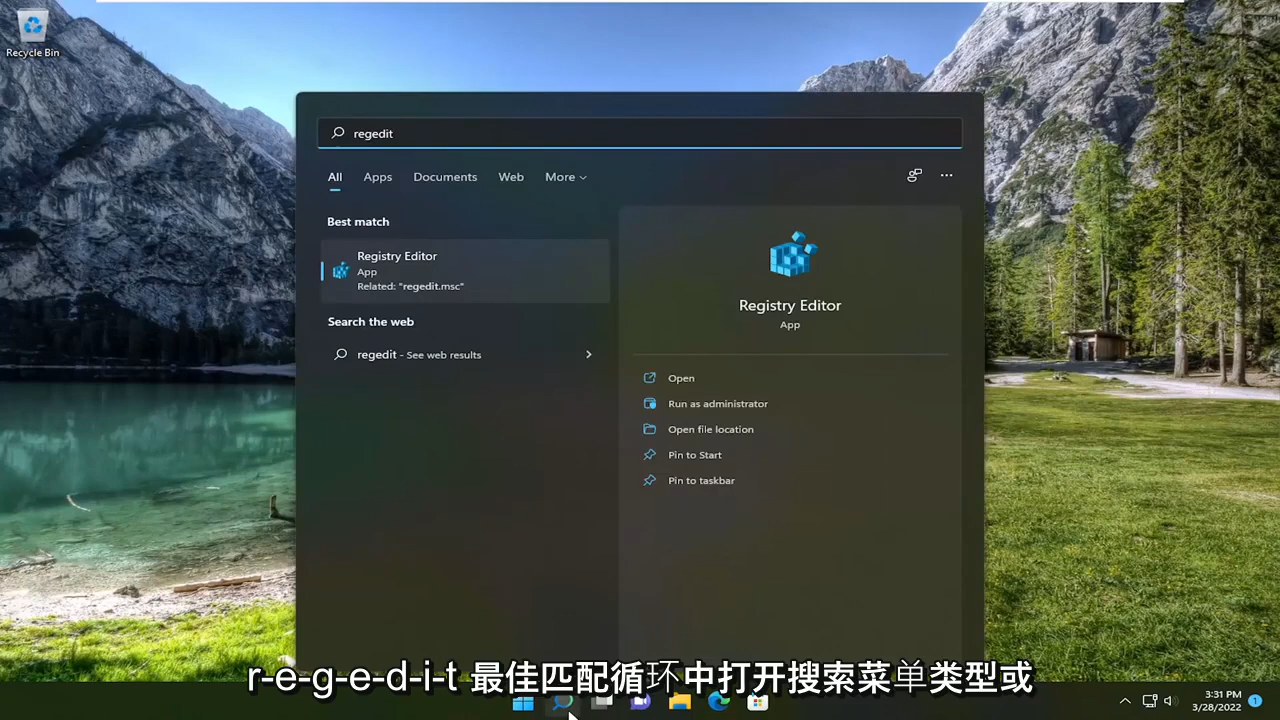 Recycle Bin
regedit
All Apps Documents Web More
Best match
Registry Editor
App
Related: "regedit.msc"
Search the web
regedit - See web results
Registry Editor
App
Open
Run as administrator
Open file location
Pin to Start
Pin to taskbar
r-e-g-e-d-i-t 最佳匹配循环中打开搜索菜单类型或
3:31 PM
3/28/2022
1